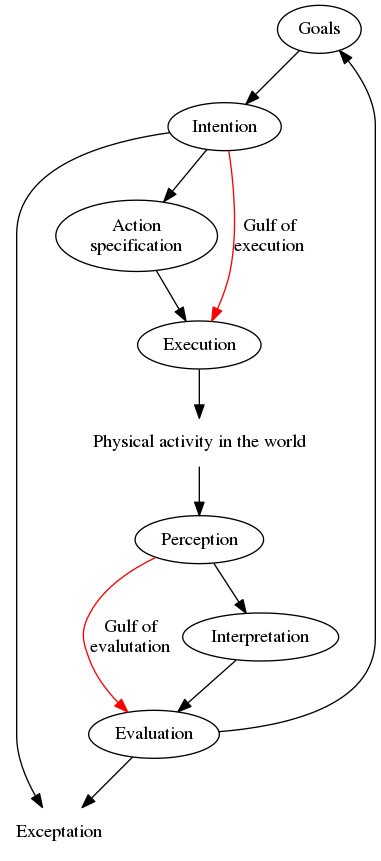 Goals
Intention
Action
specification
Gulf of
execution
Execution
Physical activity in the world
Perception
Gulf of
evalutation
Interpretation
Evaluation
Exceptation